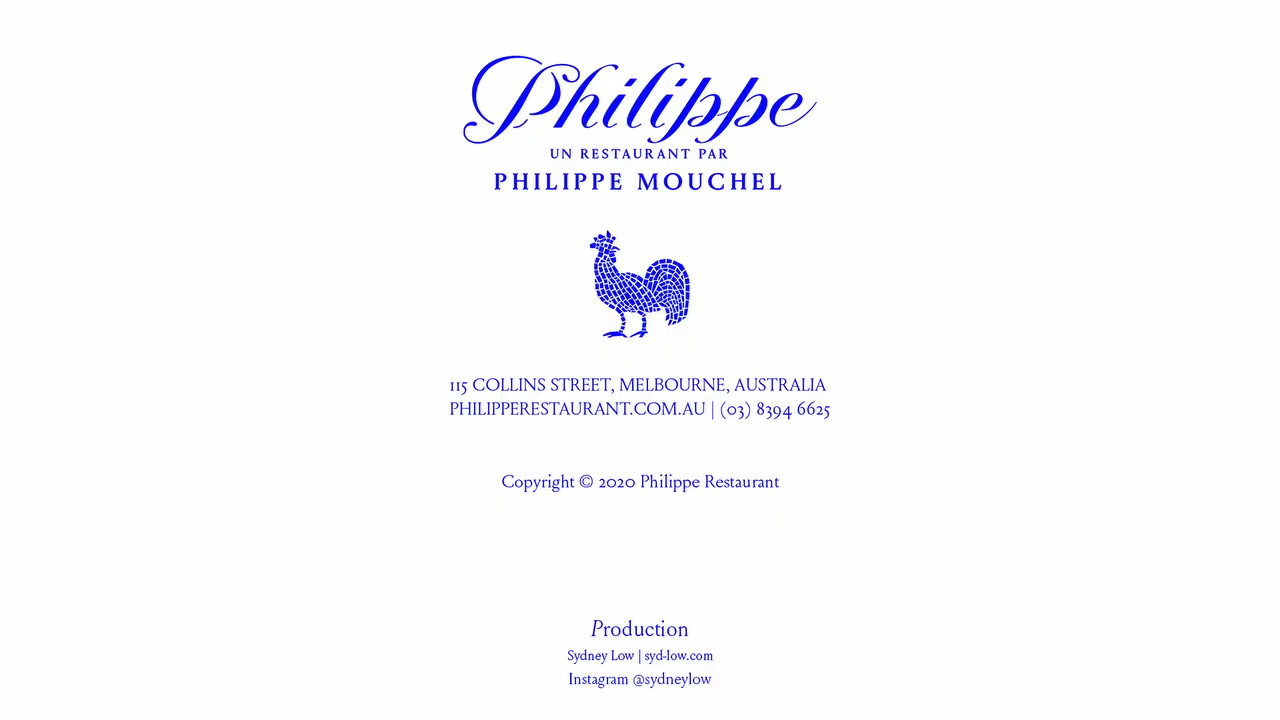 Philippe
UN RESTAURANT PAR
PHILIPPE MOUCHEL
115 COLLINS STREET, MELBOURNE, AUSTRALIA
PHILIPPERESTAURANT.COM.AU | (03) 8394 6625
Copyright © 2020 Philippe Restaurant
Production
Sydney Low | syd-low.com
Instagram @sydneylow